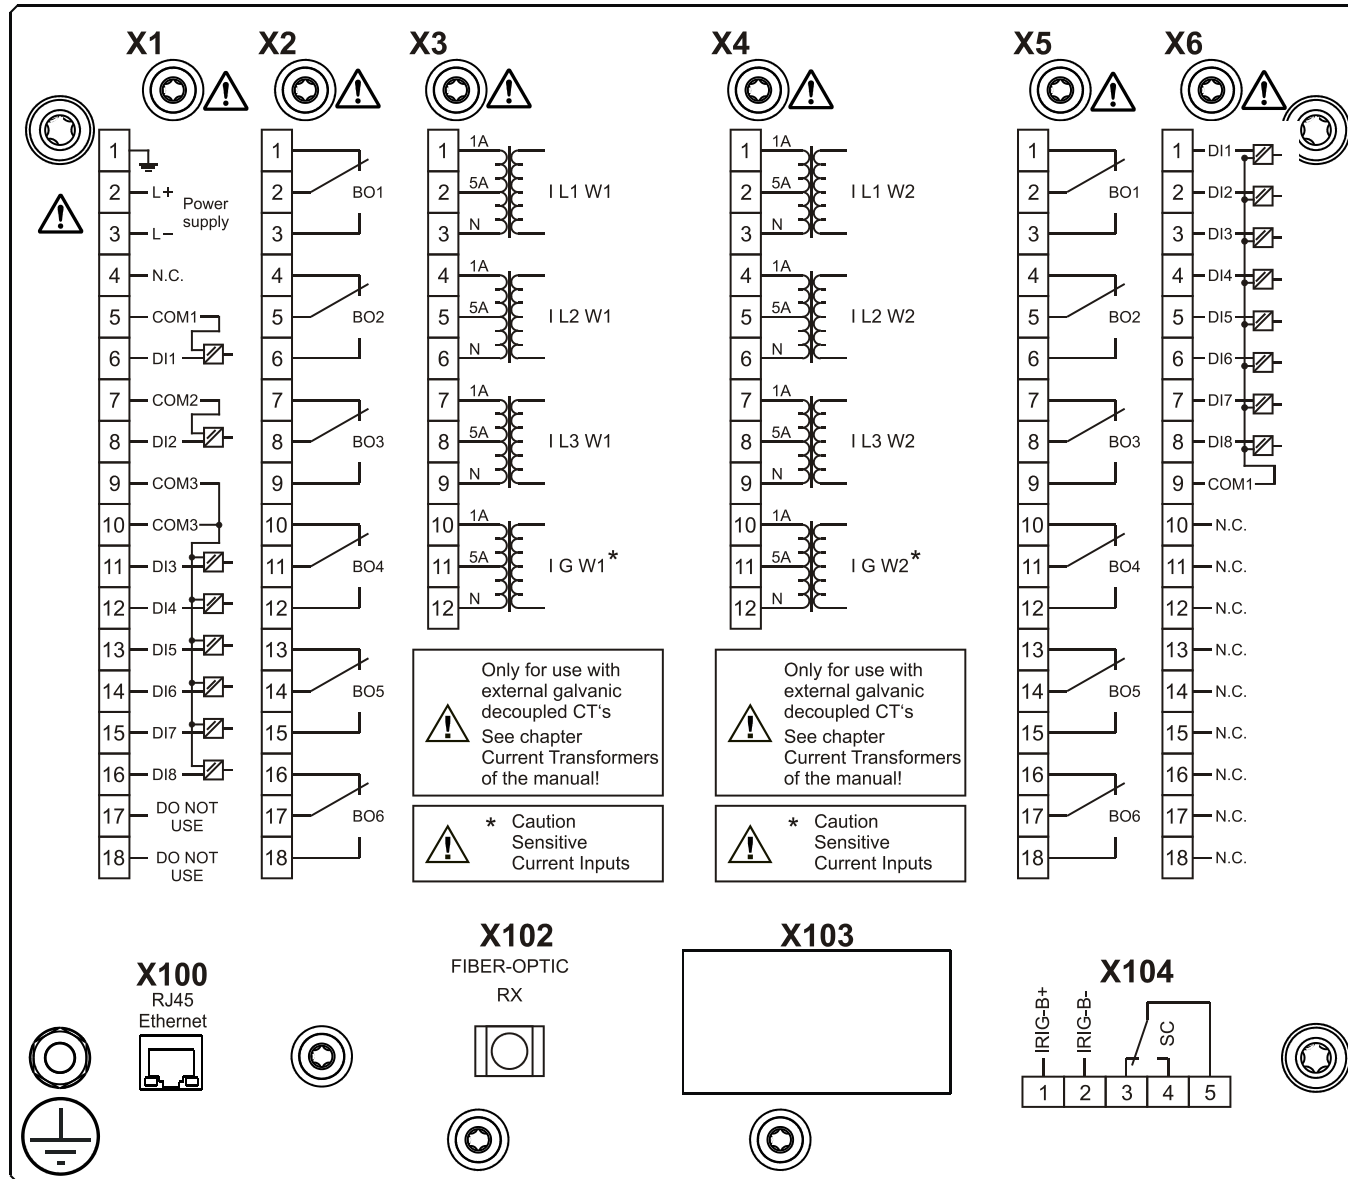 X1 X2 X3 X4 X5 X6
1
2 L+
Power
supply
3 L-
4 N.C.
5 COM1
6 DI1
7 COM2
8 DI2
9 COM3
10 COM3
11 DI3
12 DI4
13 DI5
14 DI6
15 DI7
16 DI8
17 DO NOT
USE
18 DO NOT
USE
1
2 BO1
3
4
5 BO2
6
7
8 BO3
9
10
11 BO4
12
13
14 BO5
15
16
17 BO6
18
1 1A
2 5A I L1 W1
3 N
4 1A
5 5A I L2 W1
6 N
7 1A
8 5A I L3 W1
9 N
10 1A
11 5A I G W1*
12 N
Only for use with
external galvanic
decoupled CT's
See chapter
Current Transformers
of the manual!
* Caution
Sensitive
Current Inputs
1 1A
2 5A I L1 W2
3 N
4 1A
5 5A I L2 W2
6 N
7 1A
8 5A I L3 W2
9 N
10 1A
11 5A I G W2*
12 N
Only for use with
external galvanic
decoupled CT's
See chapter
Current Transformers
of the manual!
* Caution
Sensitive
Current Inputs
1
2 BO1
3
4
5 BO2
6
7
8 BO3
9
10
11 BO4
12
13
14 BO5
15
16
17 BO6
18
1 DI1
2 DI2
3 DI3
4 DI4
5 DI5
6 DI6
7 DI7
8 DI8
9 COM1
10 N.C.
11 N.C.
12 N.C.
13 N.C.
14 N.C.
15 N.C.
16 N.C.
17 N.C.
18 N.C.
X100
RJ45
Ethernet
X102
FIBER-OPTIC
RX
X103
X104
IRIG-B+
IRIG-B-
SC
1 2 3 4 5